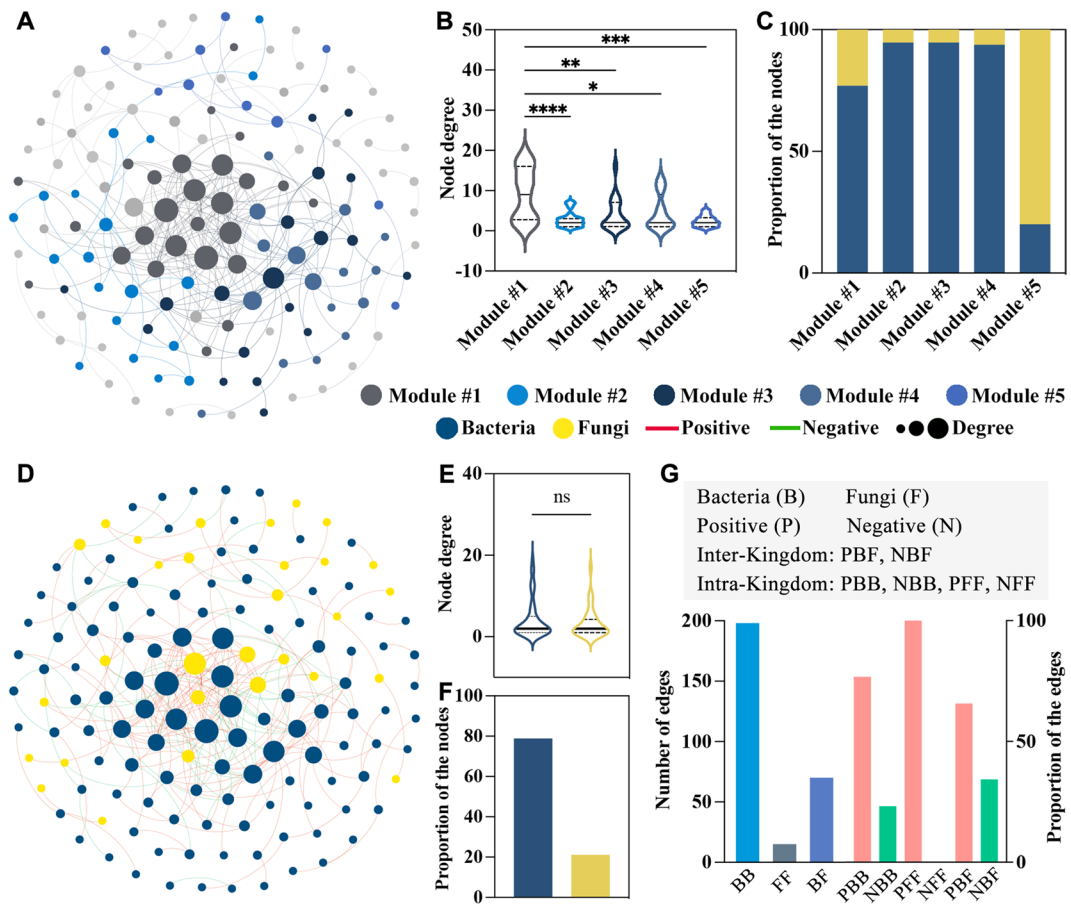 A
B
50
40
30
20
10
0
-10
Node degree
***
**
*
****
Module #1
Module #2
Module #3
Module #4
Module #5
C
100
50
0
Proportion of the nodes
Module #1
Module #2
Module #3
Module #4
Module #5
Module #1 Module #2 Module #3 Module #4 Module #5
Bacteria Fungi Positive Negative Degree
D
E
40
20
0
Node degree
ns
F
100
80
60
40
20
0
Proportion of the nodes
G
Bacteria (B) Fungi (F)
Positive (P) Negative (N)
Inter-Kingdom: PBF, NBF
Intra-Kingdom: PBB, NBB, PFF, NFF
200
150
100
50
0
Number of edges
100
50
0
Proportion of the edges
BB
FF
BF
PBB
NBB
PFF
NFF
PBF
NBF